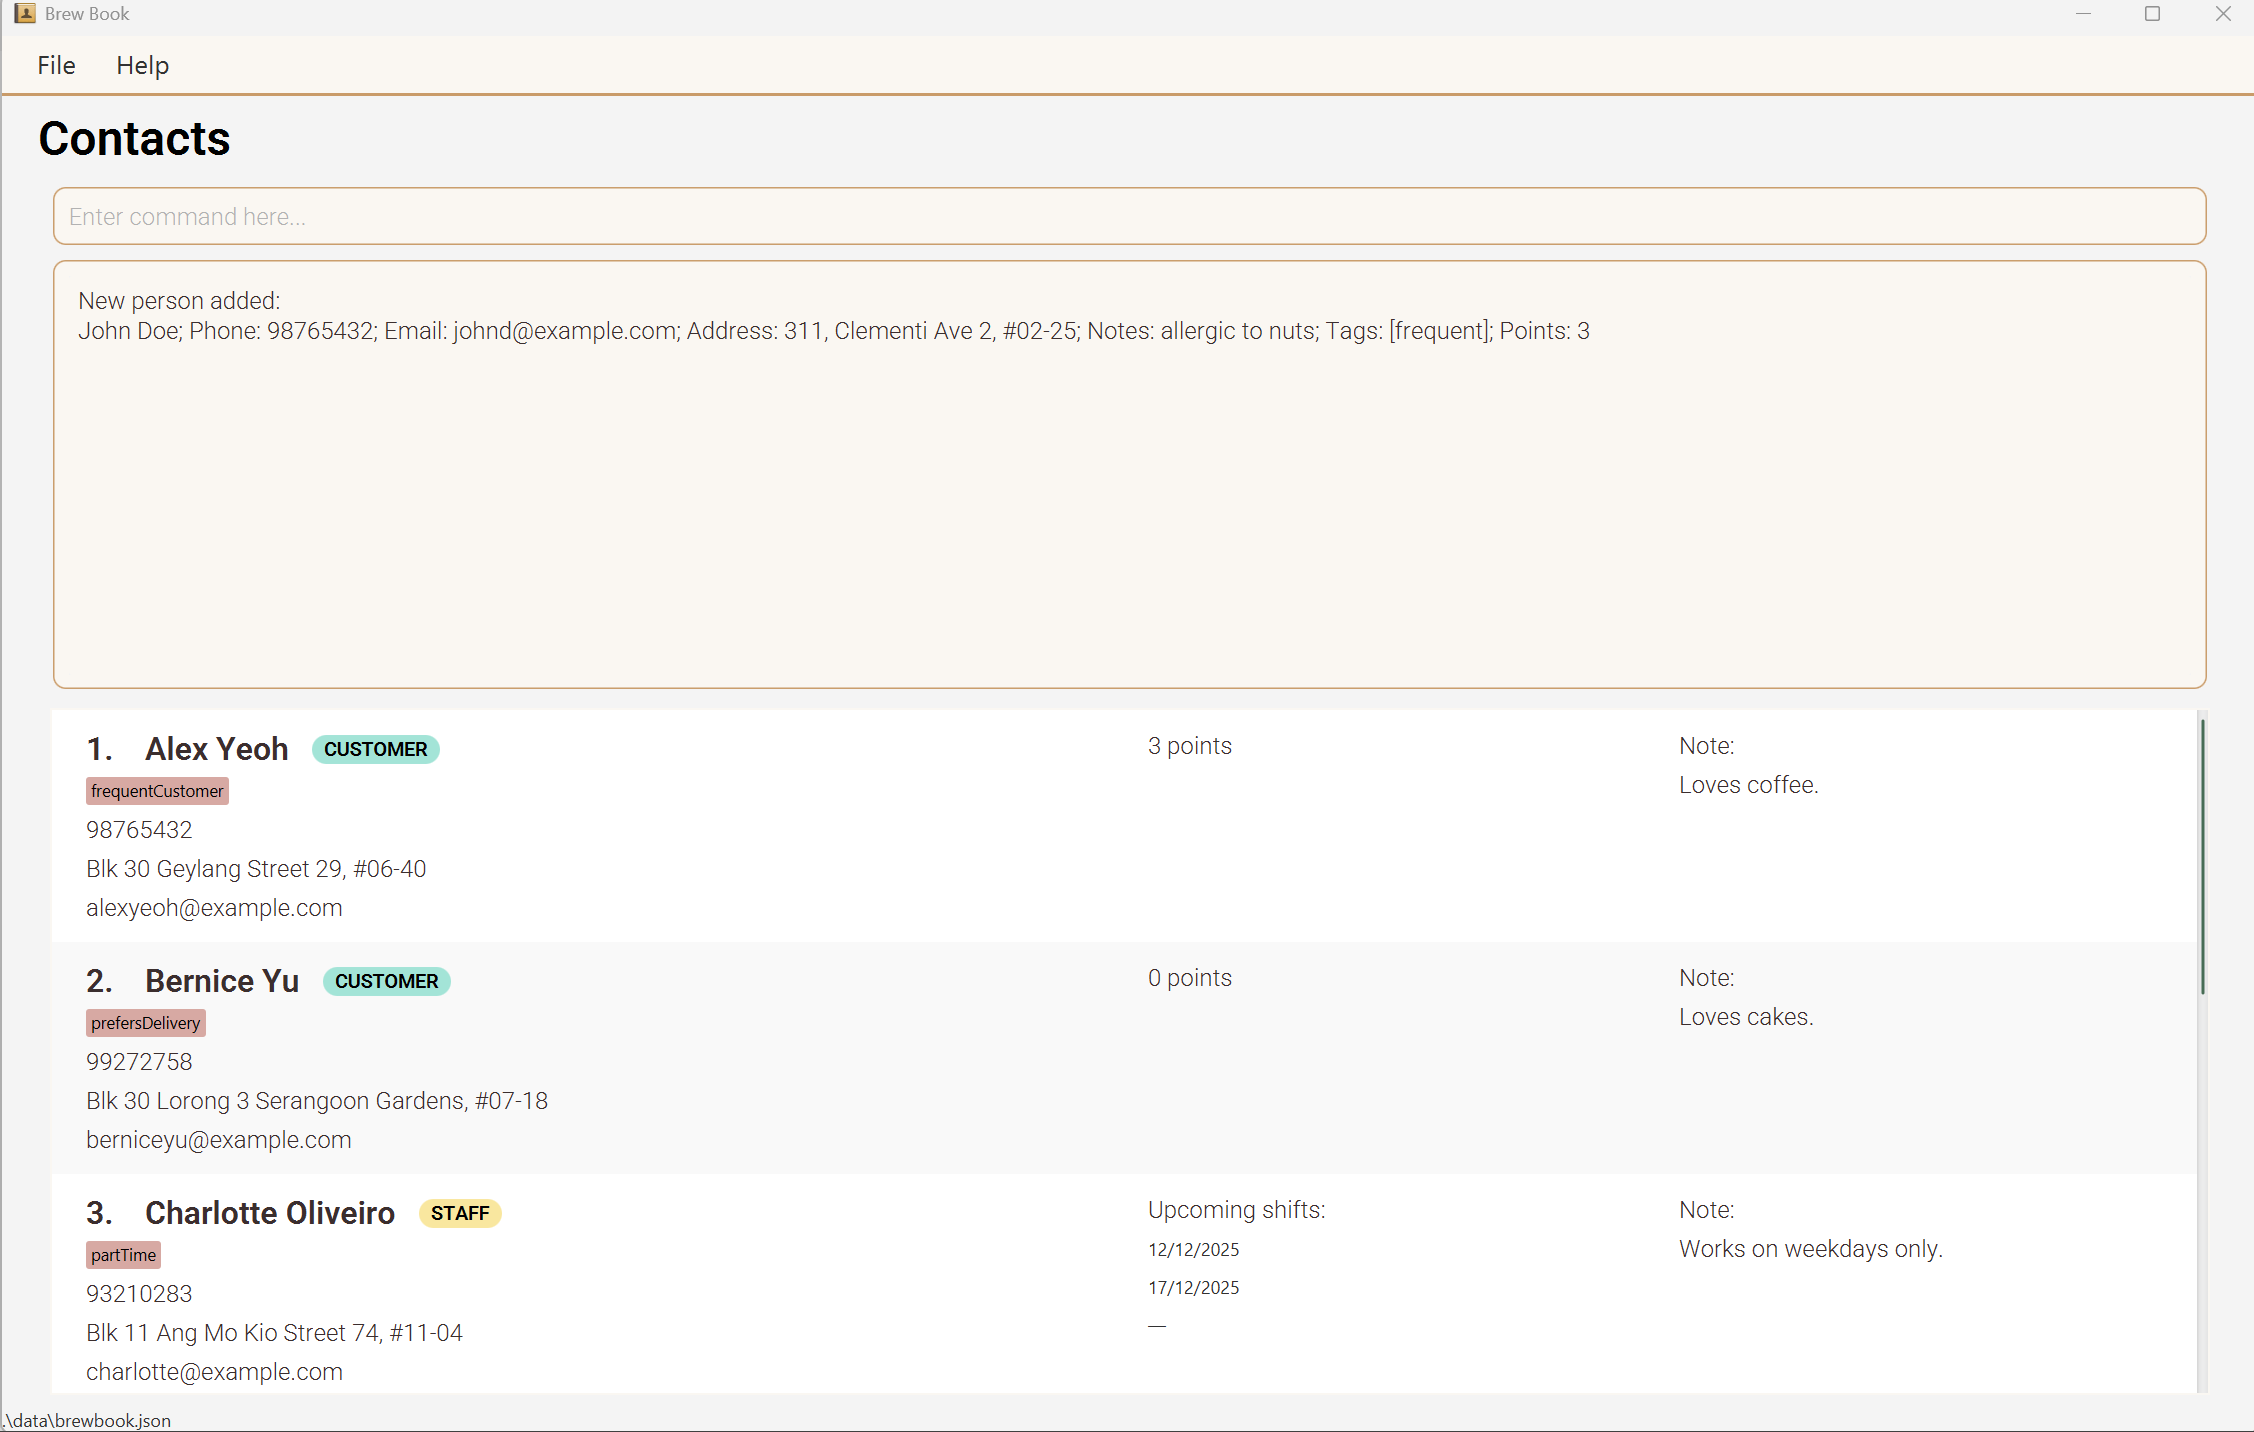 Brew Book
File Help
Contacts
Enter command here...
New person added:
John Doe; Phone: 98765432; Email: johnd@example.com; Address: 311, Clementi Ave 2, #02-25; Notes: allergic to nuts; Tags: [frequent]; Points: 3
1. Alex Yeoh CUSTOMER
frequentCustomer
98765432
Blk 30 Geylang Street 29, #06-40
alexyeoh@example.com
3 points
Note:
Loves coffee.
2. Bernice Yu CUSTOMER
prefersDelivery
99272758
Blk 30 Lorong 3 Serangoon Gardens, #07-18
berniceyu@example.com
0 points
Note:
Loves cakes.
3. Charlotte Oliveiro STAFF
partTime
93210283
Blk 11 Ang Mo Kio Street 74, #11-04
charlotte@example.com
Upcoming shifts:
12/12/2025
17/12/2025
—
Note:
Works on weekdays only.
.\data\brewbook.json